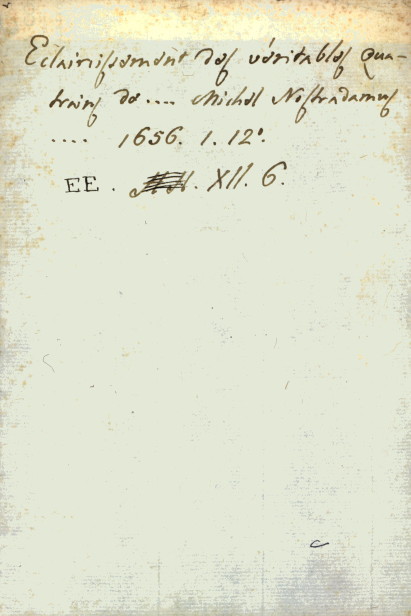 Eclaircissement des véritables Qua-
trains de .... Michel Nostradamus
.... 1656. 1. 12°.
EE. XII. 6.